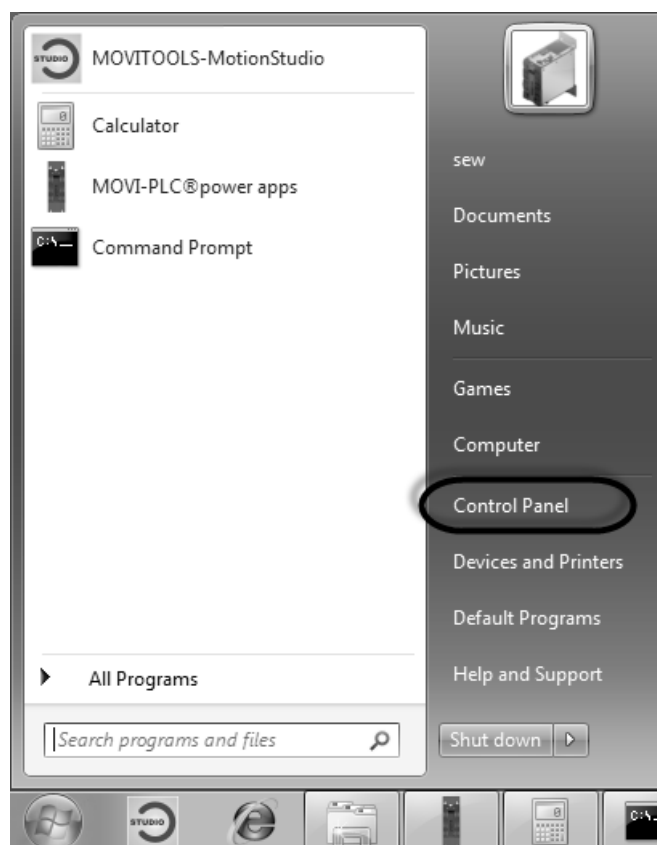 STUDIO
MOVITOOLS-MotionStudio
Calculator
MOVI-PLC®power apps
C:\
Command Prompt
All Programs
Search programs and files
sew
Documents
Pictures
Music
Games
Computer
Control Panel
Devices and Printers
Default Programs
Help and Support
Shut down
STUDIO
C:\